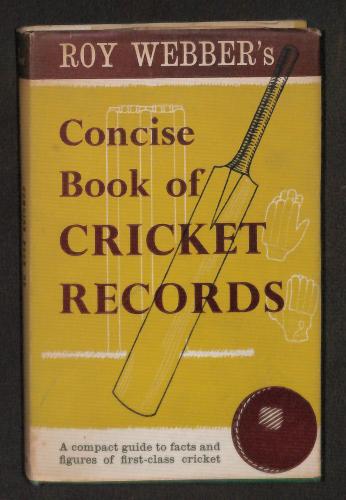 ROY WEBBER's
Concise
Book of
CRICKET
RECORDS
A compact guide to facts and
figures of first-class cricket